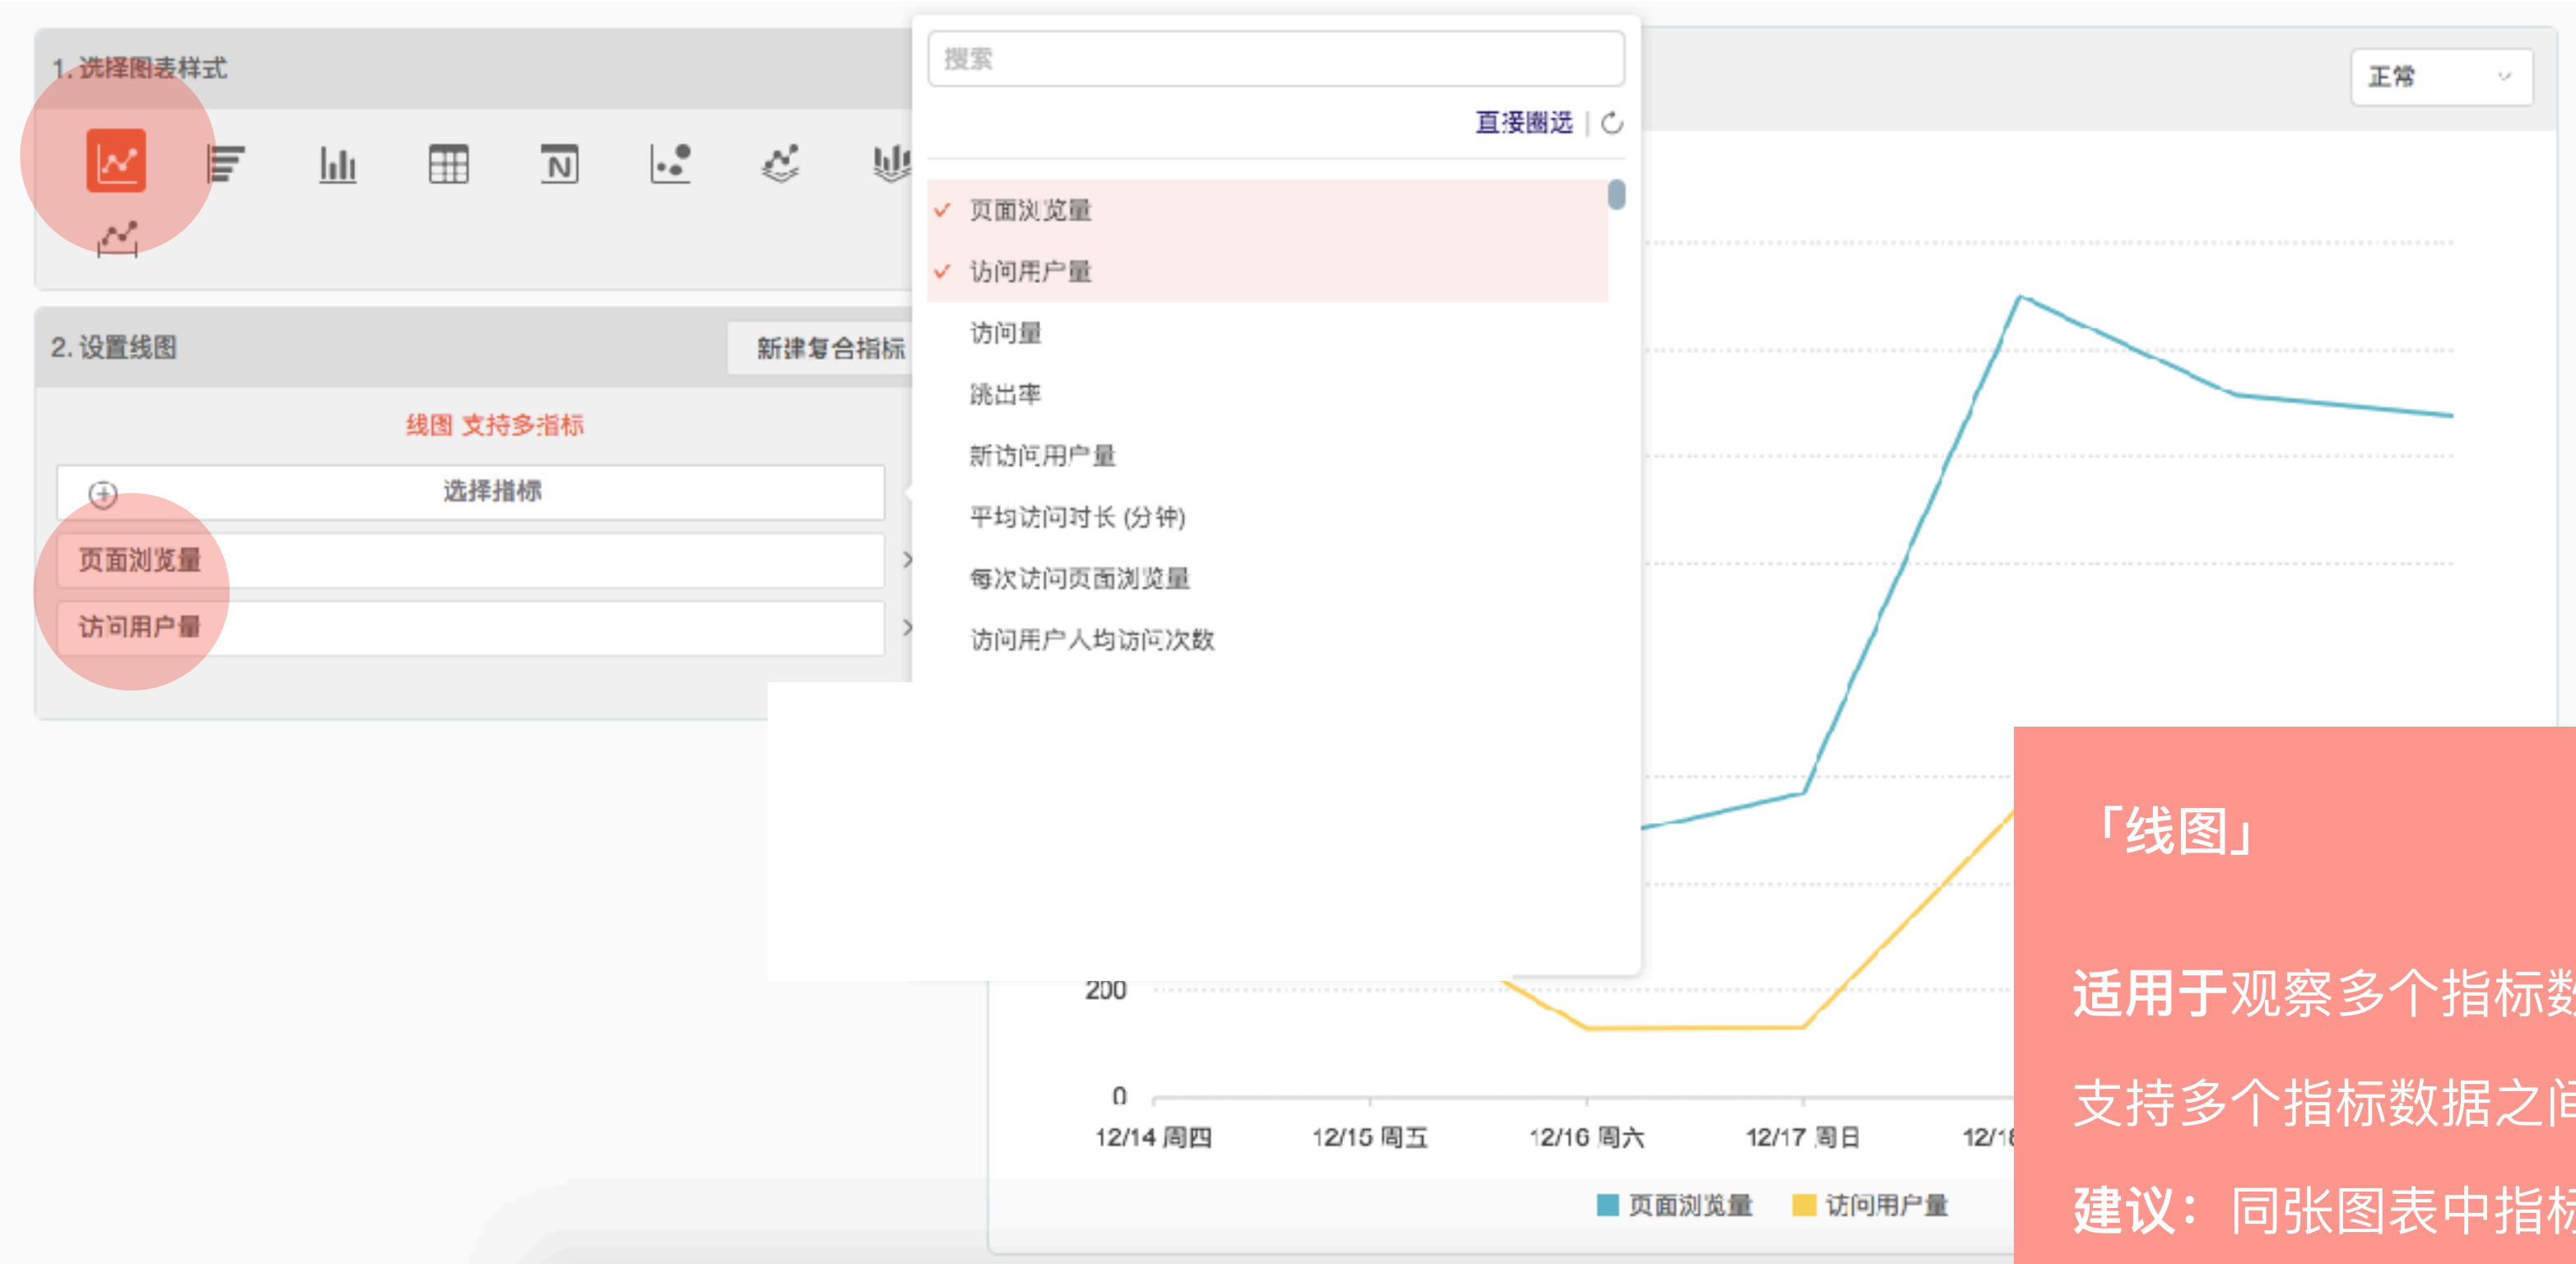 1. 选择图表样式
2. 设置线图
新建复合指标
线图 支持多指标
选择指标
页面浏览量
访问用户量
搜索
直接圈选
页面浏览量
访问用户量
访问量
跳出率
新访问用户量
平均访问时长 (分钟)
每次访问页面浏览量
访问用户人均访问次数
正常
200
0
12/14 周四
12/15 周五
12/16 周六
12/17 周日
页面浏览量
访问用户量
「线图」
适用于观察多个指标
支持多个指标数据之
建议：同张图表中指